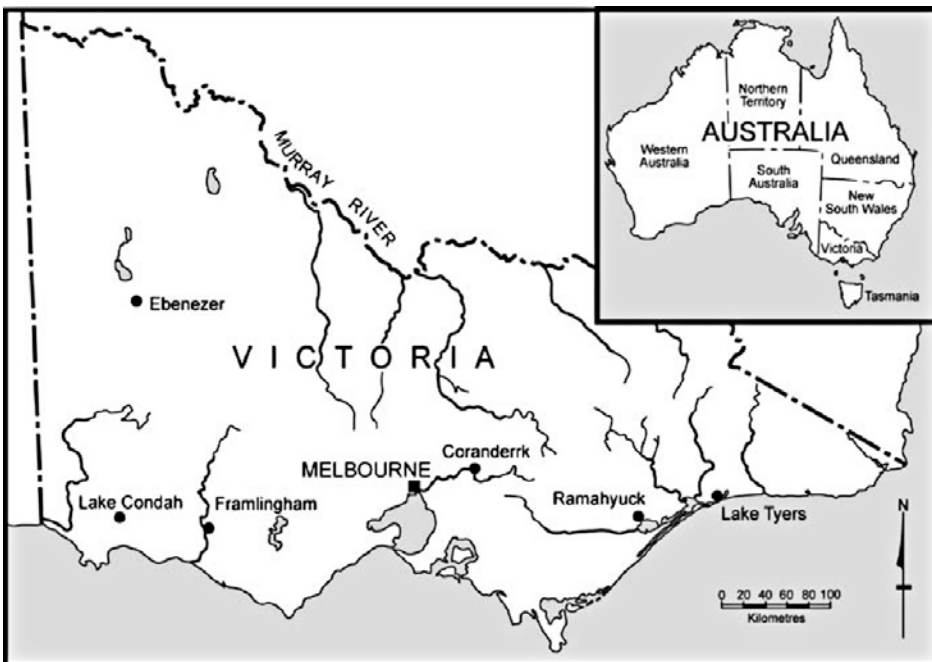 MURRAY
RIVER
Ebenezer
VICTORIA
Coranderrk
MELBOURNE
Lake Condah
Framlingham
Ramahyuck
Lake Tyers
N
0 20 40 60 80 100
Kilometres
Northern
Territory
AUSTRALIA
Western
Australia
Queensland
South
Australia
New
South Wales
Victoria
Tasmania